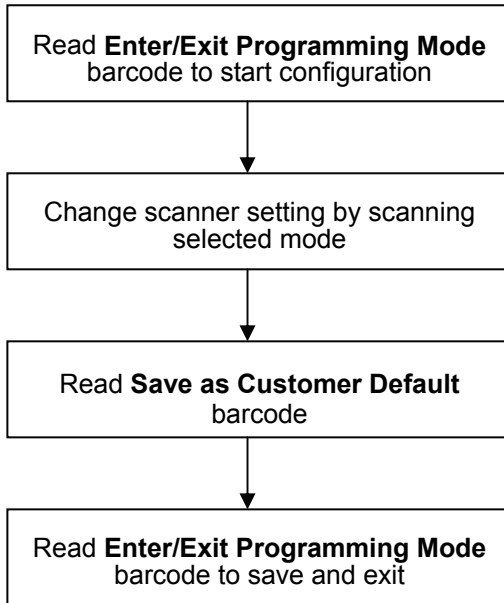 Read Enter/Exit Programming Mode
barcode to start configuration
Change scanner setting by scanning
selected mode
Read Save as Customer Default
barcode
Read Enter/Exit Programming Mode
barcode to save and exit